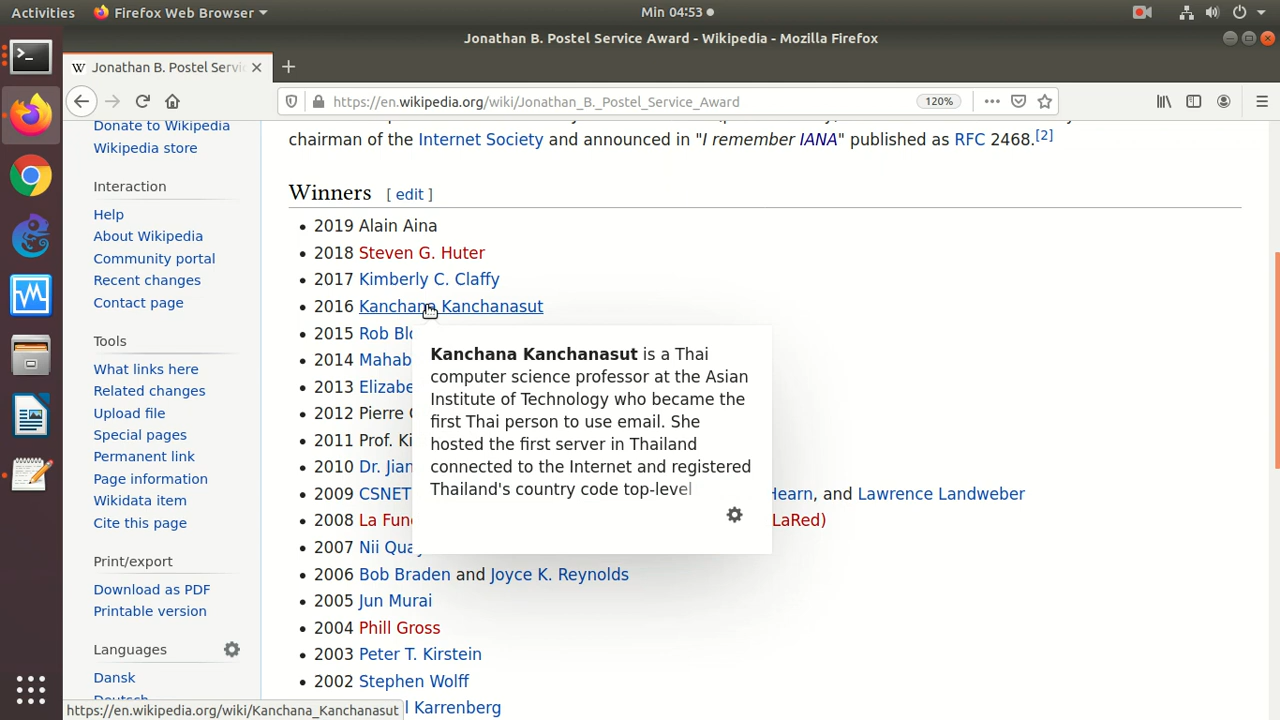 Activities Firefox Web Browser Min 04:53
Jonathan B. Postel Service Award - Wikipedia - Mozilla Firefox
W Jonathan B. Postel Servic
https://en.wikipedia.org/wiki/Jonathan_B._Postel_Service_Award 120%
Donate to Wikipedia
Wikipedia store
Interaction
Help
About Wikipedia
Community portal
Recent changes
Contact page
Tools
What links here
Related changes
Upload file
Special pages
Permanent link
Page information
Wikidata item
Cite this page
Print/export
Download as PDF
Printable version
Languages
Dansk
chairman of the Internet Society and announced in "I remember IANA" published as RFC 2468.[2]
Winners [ edit ]
• 2019 Alain Aina
• 2018 Steven G. Huter
• 2017 Kimberly C. Claffy
• 2016 Kanchana Kanchanasut
• 2015 Rob Blo
• 2014 Mahab
• 2013 Elizabe
• 2012 Pierre
• 2011 Prof. Ki
• 2010 Dr. Jian
• 2009 CSNET Hearn, and Lawrence Landweber
• 2008 La Fun LaRed)
• 2007 Nii Quay
• 2006 Bob Braden and Joyce K. Reynolds
• 2005 Jun Murai
• 2004 Phill Gross
• 2003 Peter T. Kirstein
• 2002 Stephen Wolff
l Karrenberg
Kanchana Kanchanasut is a Thai
computer science professor at the Asian
Institute of Technology who became the
first Thai person to use email. She
hosted the first server in Thailand
connected to the Internet and registered
Thailand's country code top-level
https://en.wikipedia.org/wiki/Kanchana_Kanchanasut